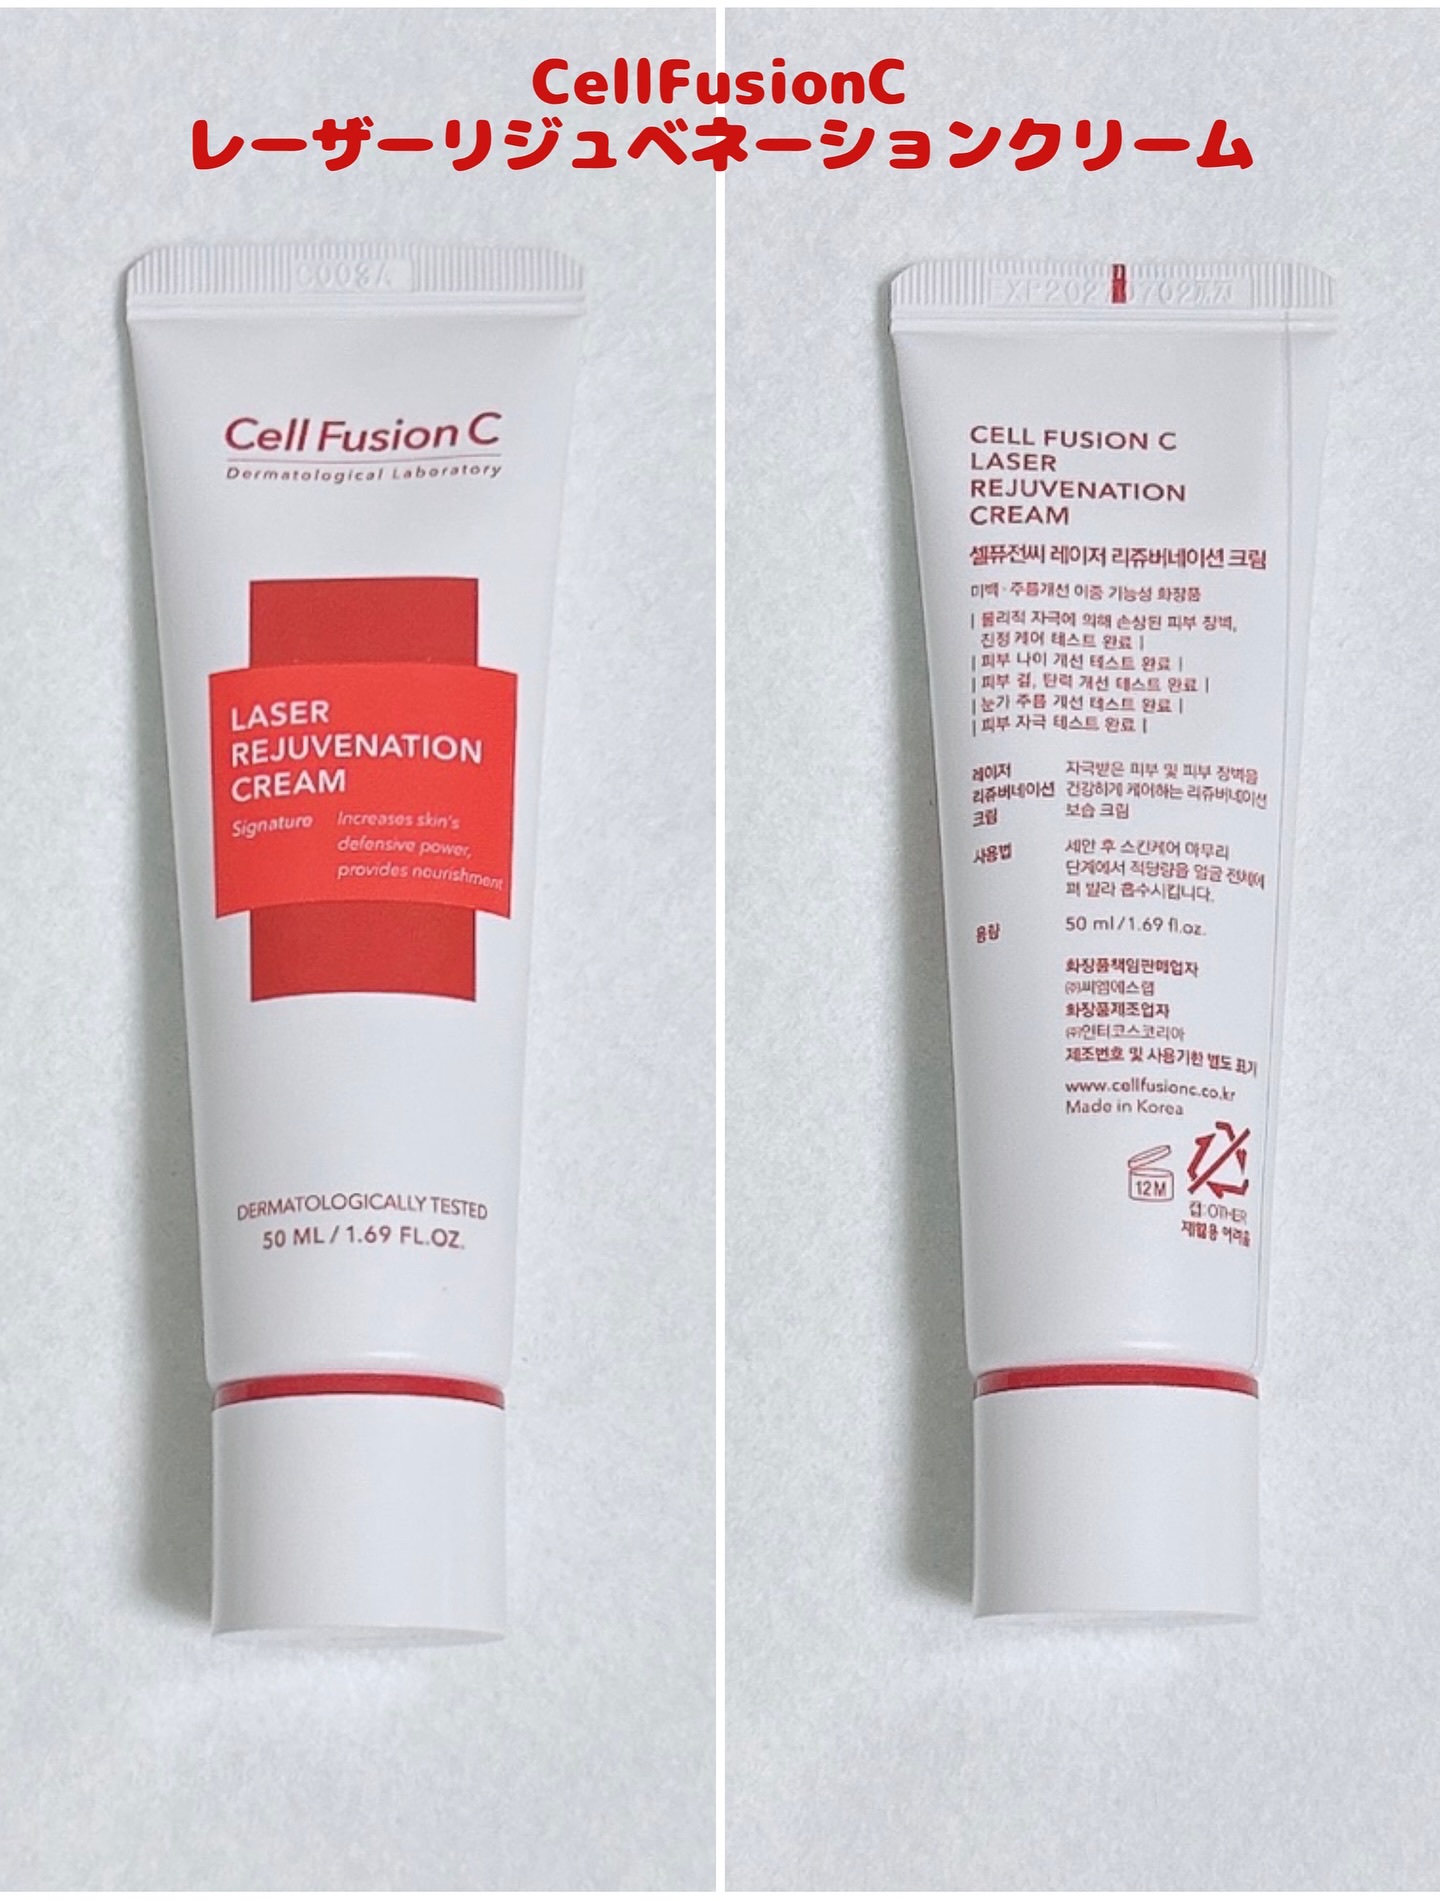 CellFusionC
レーザーリジュベネーションクリーム
C008A
Cell Fusion C
Dermatological Laboratory
LASER
REJUVENATION
CREAM
Signature
Increases skin's
defensive power,
provides nourishment
DERMATOLOGICALLY TESTED
50 ML / 1.69 FL.OZ.
CELL FUSION C
LASER
REJUVENATION
CREAM
셀퓨전씨 레이저 리쥬버네이션 크림
미백·주름개선 이중 기능성 화장품
| 물리적 자극에 의해 손상된 피부 장벽,
진정 케어 테스트 완료 |
| 피부 나이 개선 테스트 완료 |
| 피부 결, 탄력 개선 테스트 완료 |
| 눈가 주름 개선 테스트 완료 |
| 피부 자극 테스트 완료 |
레이저
리쥬버네이션
크림
자극받은 피부 및 피부 장벽을
건강하게 케어하는 리쥬버네이션
보습 크림
사용법
세안 후 스킨케어 마무리
단계에서 적당량을 얼굴 전체에
펴 발라 흡수시킵니다.
용량
50 ml / 1.69 fl.oz.
화장품책임판매업자
㈜씨엠에스랩
화장품제조업자
㈜인터코스코리아
제조번호 및 사용기한 별도 표기
www.cellfusionc.co.kr
Made in Korea
12M
캡:OTHER
재활용 어려움